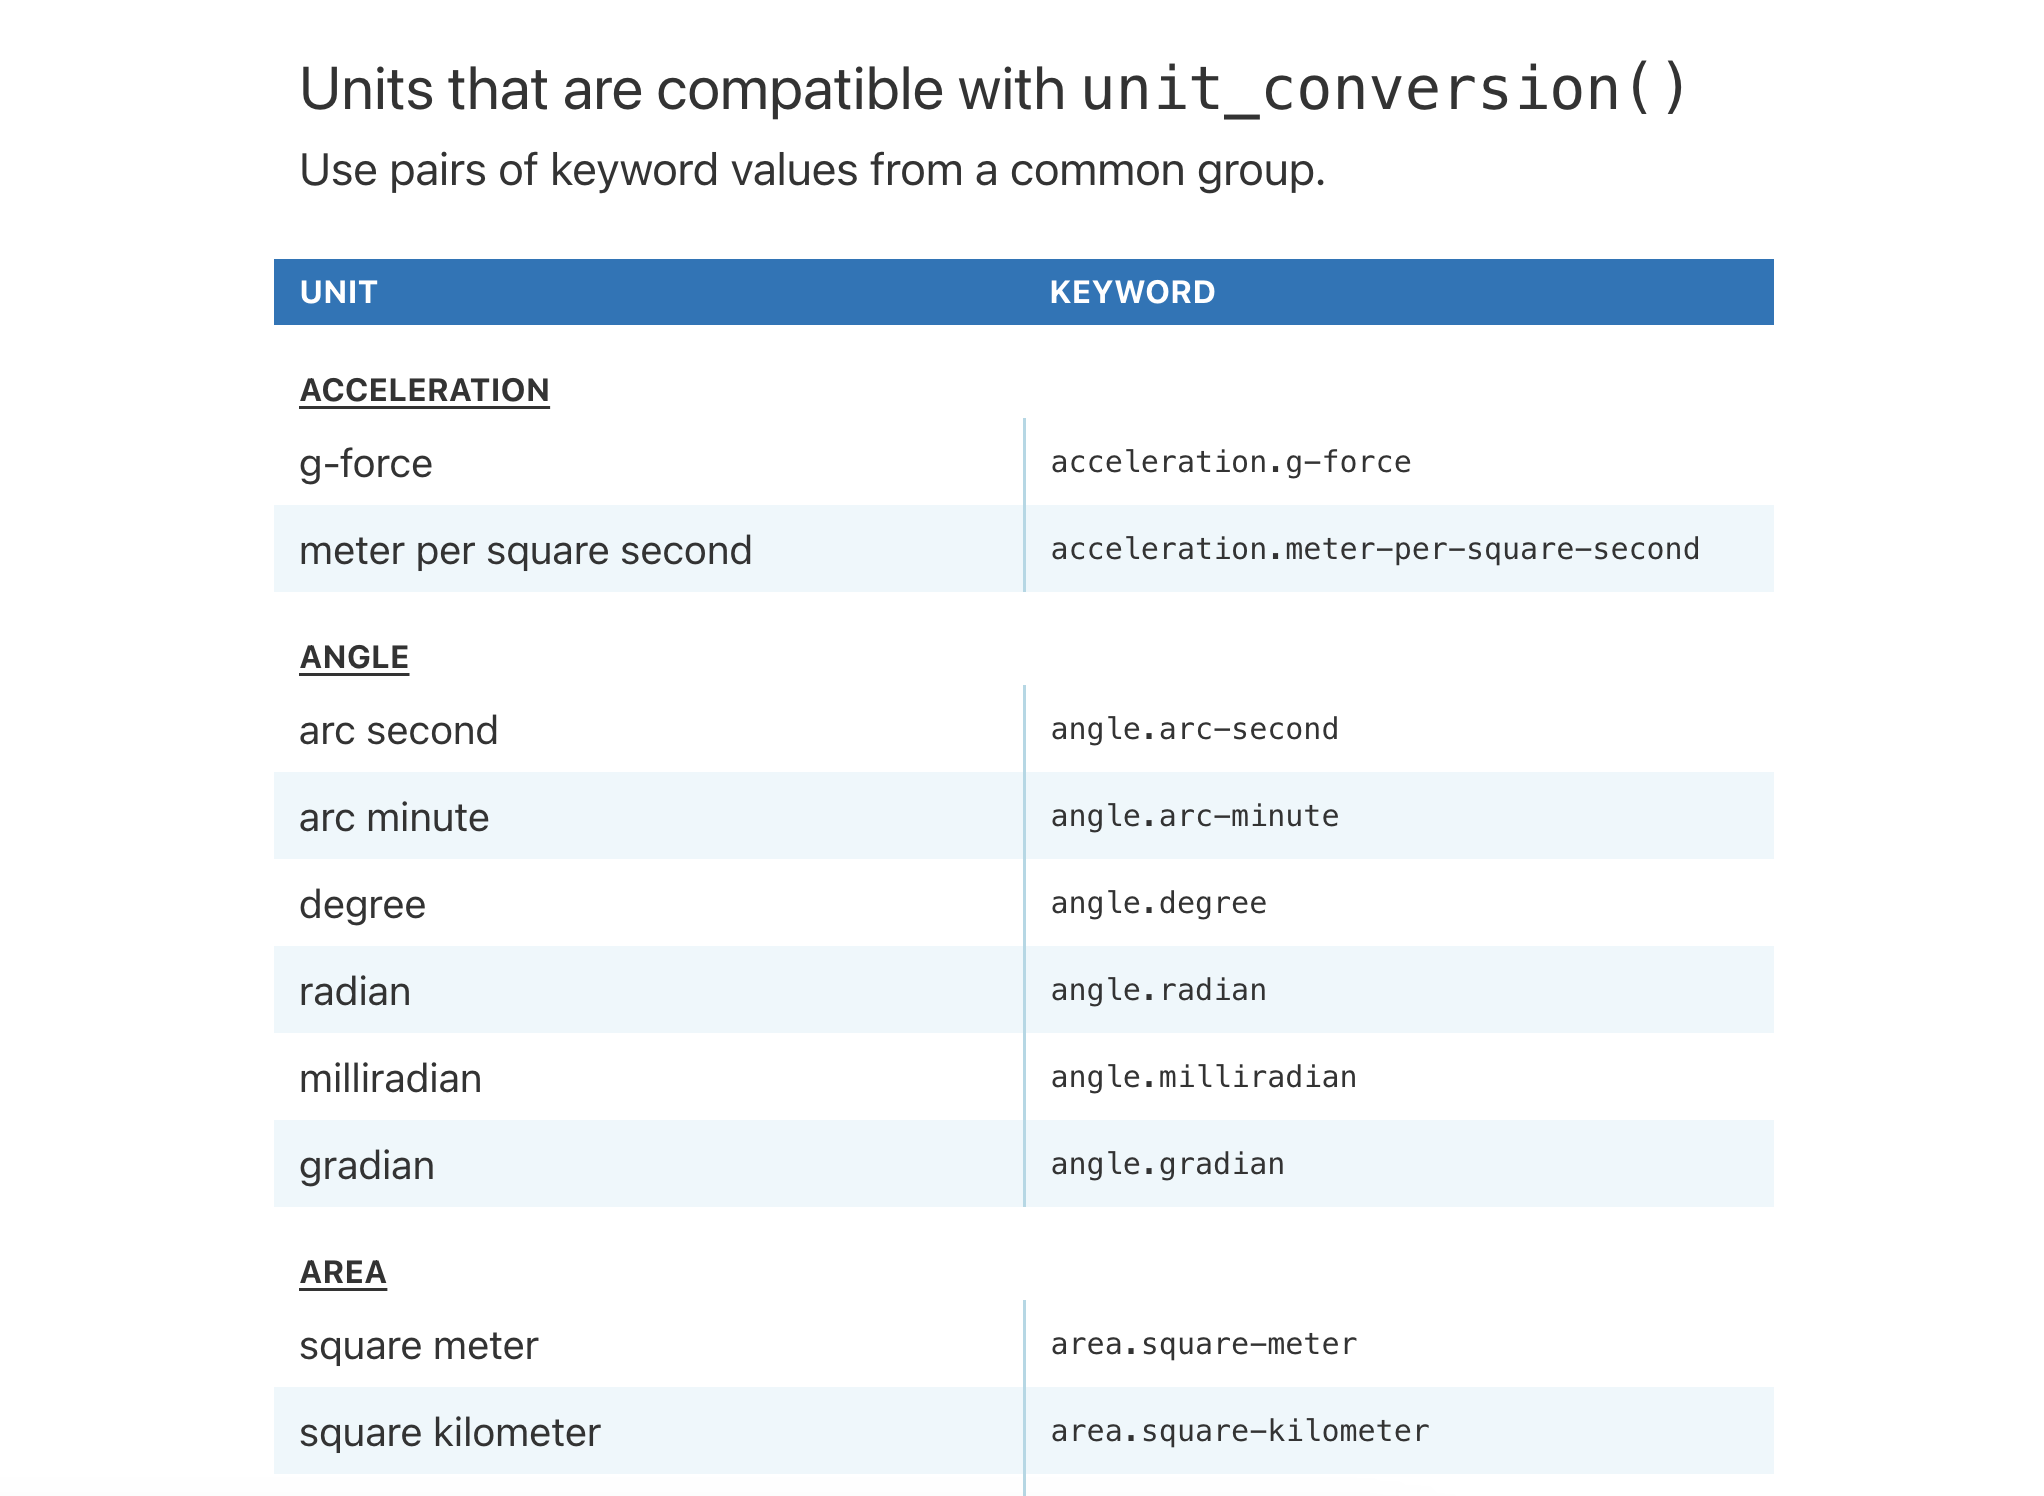 Units that are compatible with unit_conversion()
Use pairs of keyword values from a common group.
UNIT KEYWORD
ACCELERATION
g-force acceleration.g-force
meter per square second acceleration.meter-per-square-second
ANGLE
arc second angle.arc-second
arc minute angle.arc-minute
degree angle.degree
radian angle.radian
milliradian angle.milliradian
gradian angle.gradian
AREA
square meter area.square-meter
square kilometer area.square-kilometer